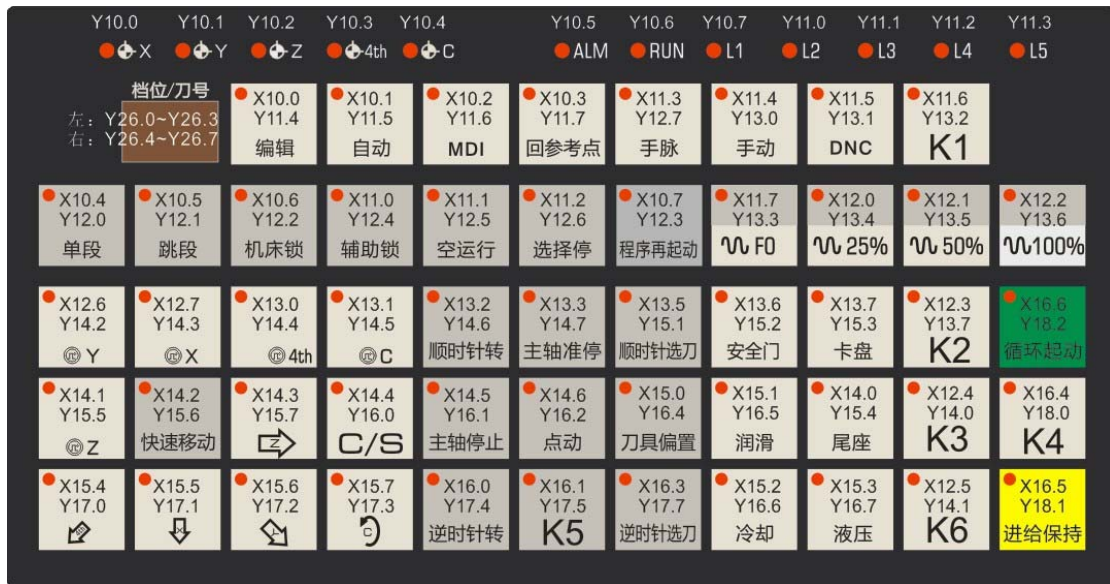 Y10.0 Y10.1 Y10.2 Y10.3 Y10.4 Y10.5 Y10.6 Y10.7 Y11.0 Y11.1 Y11.2 Y11.3
X Y Z 4th C ALM RUN L1 L2 L3 L4 L5
档位/刀号
左：Y26.0~Y26.3
右：Y26.4~Y26.7
X10.0 X10.1 X10.2 X10.3 X11.3 X11.4 X11.5 X11.6
Y11.4 Y11.5 Y11.6 Y11.7 Y12.7 Y13.0 Y13.1 Y13.2
编辑 自动 MDI 回参考点 手脉 手动 DNC K1
X10.4 X10.5 X10.6 X11.0 X11.1 X11.2 X10.7 X11.7 X12.0 X12.1 X12.2
Y12.0 Y12.1 Y12.2 Y12.4 Y12.5 Y12.6 Y12.3 Y13.3 Y13.4 Y13.5 Y13.6
单段 跳段 机床锁 辅助锁 空运行 选择停 程序再起动 F0 25% 50% 100%
X12.6 X12.7 X13.0 X13.1 X13.2 X13.3 X13.5 X13.6 X13.7 X12.3 X16.6
Y14.2 Y14.3 Y14.4 Y14.5 Y14.6 Y14.7 Y15.1 Y15.2 Y15.3 Y13.7 Y18.2
Y X 4th C 顺时针转 主轴准停 顺时针选刀 安全门 卡盘 K2 循环起动
X14.1 X14.2 X14.3 X14.4 X14.5 X14.6 X15.0 X15.1 X14.0 X12.4 X16.4
Y15.5 Y15.6 Y15.7 Y16.0 Y16.1 Y16.2 Y16.4 Y16.5 Y15.4 Y14.0 Y18.0
Z 快速移动 Z C/S 主轴停止 点动 刀具偏置 润滑 尾座 K3 K4
X15.4 X15.5 X15.6 X15.7 X16.0 X16.1 X16.3 X15.2 X15.3 X12.5 X16.5
Y17.0 Y17.1 Y17.2 Y17.3 Y17.4 Y17.5 Y17.7 Y16.6 Y16.7 Y14.1 Y18.1
4th X Y C 逆时针转 K5 逆时针选刀 冷却 液压 K6 进给保持